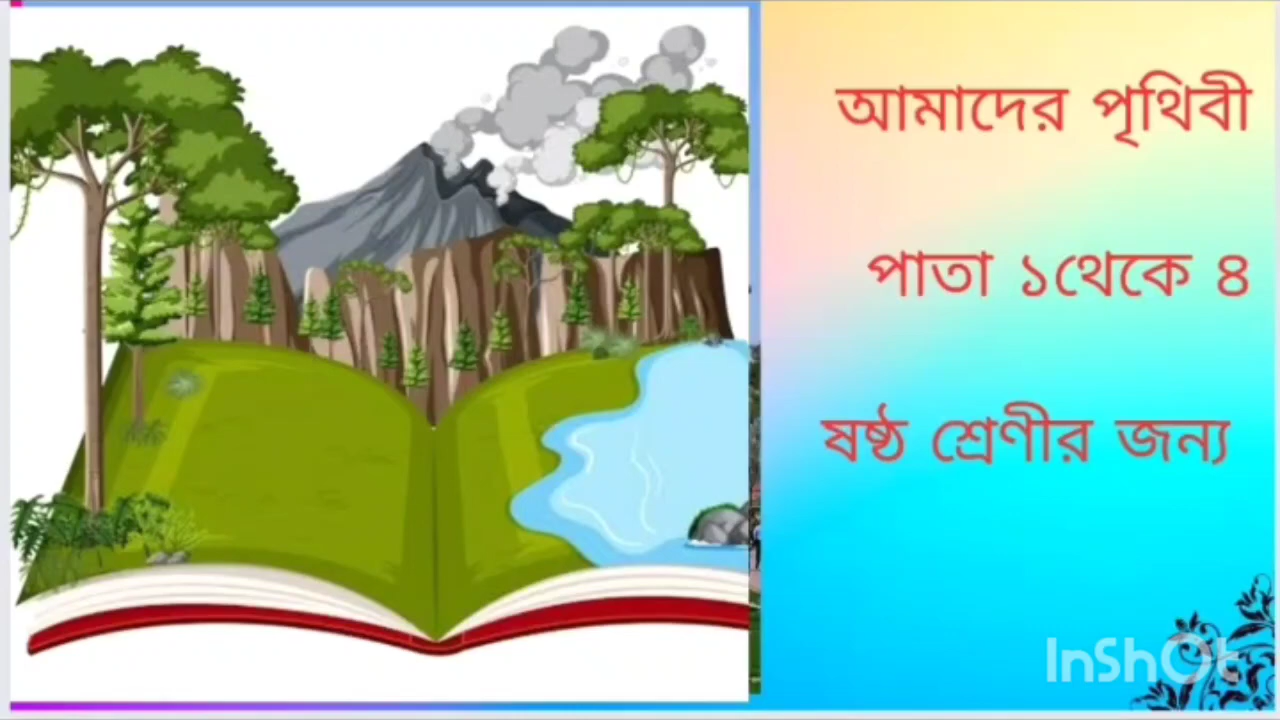 আমাদের পৃথিবী
পাতা ১থেকে ৪
ষষ্ঠ শ্রেণীর জন্য
InShOt